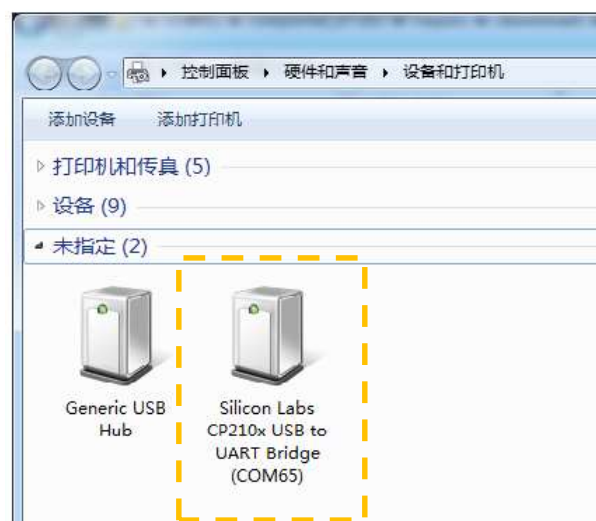 控制面板 ▸ 硬件和声音 ▸ 设备和打印机
添加设备 添加打印机
打印机和传真 (5)
设备 (9)
未指定 (2)
Generic USB
Hub
Silicon Labs
CP210x USB to
UART Bridge
(COM65)